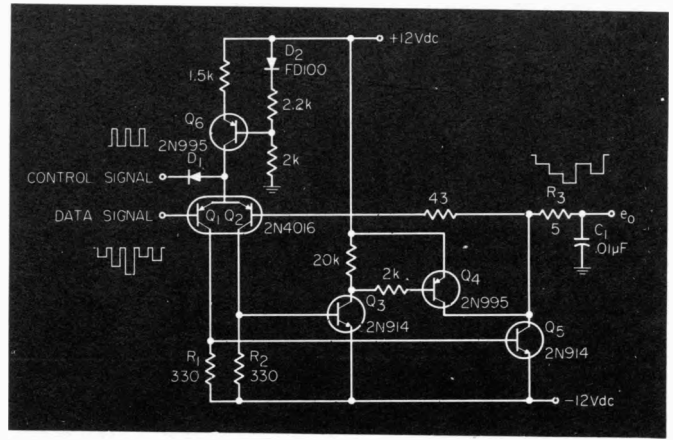 +12Vdc
D2
FD100
1.5k
2.2k
Q6
2N995
2k
D1
CONTROL SIGNAL
DATA SIGNAL
Q1 Q2
2N4016
43
R3
5
eo
C1
.01µF
20k
2k
Q4
2N995
Q3
2N914
Q5
2N914
R1
330
R2
330
-12Vdc